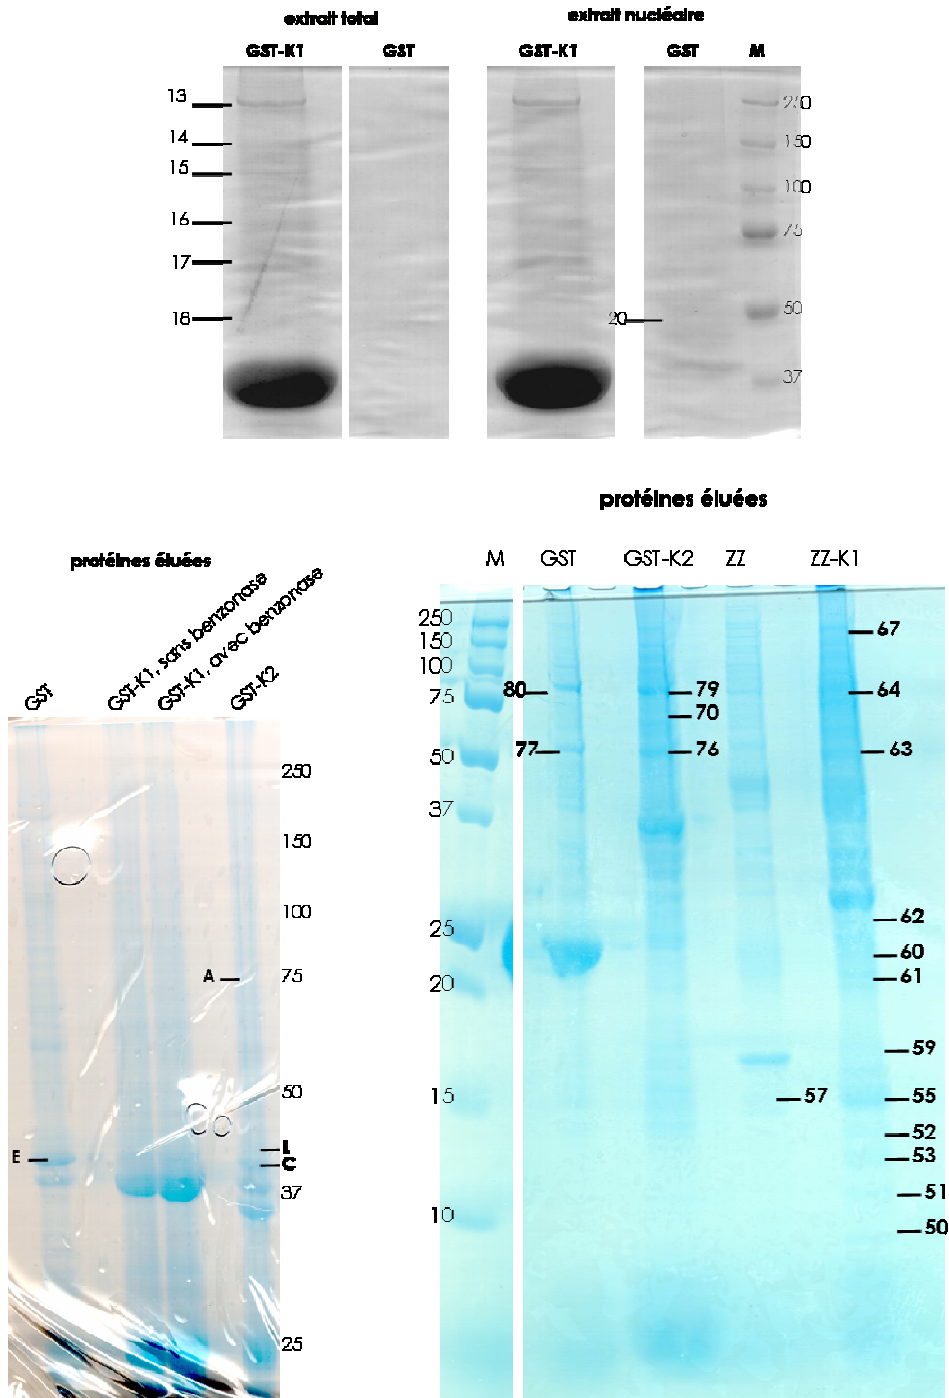 extrait total extrait nucléaire
GST-K1 GST GST-K1 GST M
13 250
14 150
15 100
16 75
17
18 20 50
37
protéines éluées
M GST GST-K2 ZZ ZZ-K1
250
150 67
100
75 80 79 64
70
50 77 76 63
37
25 62
60
20 61
59
15 57 55
52
53
51
10 50
protéines éluées
GST GST-K1, sans benzonase GST-K1, avec benzonase GST-K2
250
150
100
A 75
50
E C
37
25